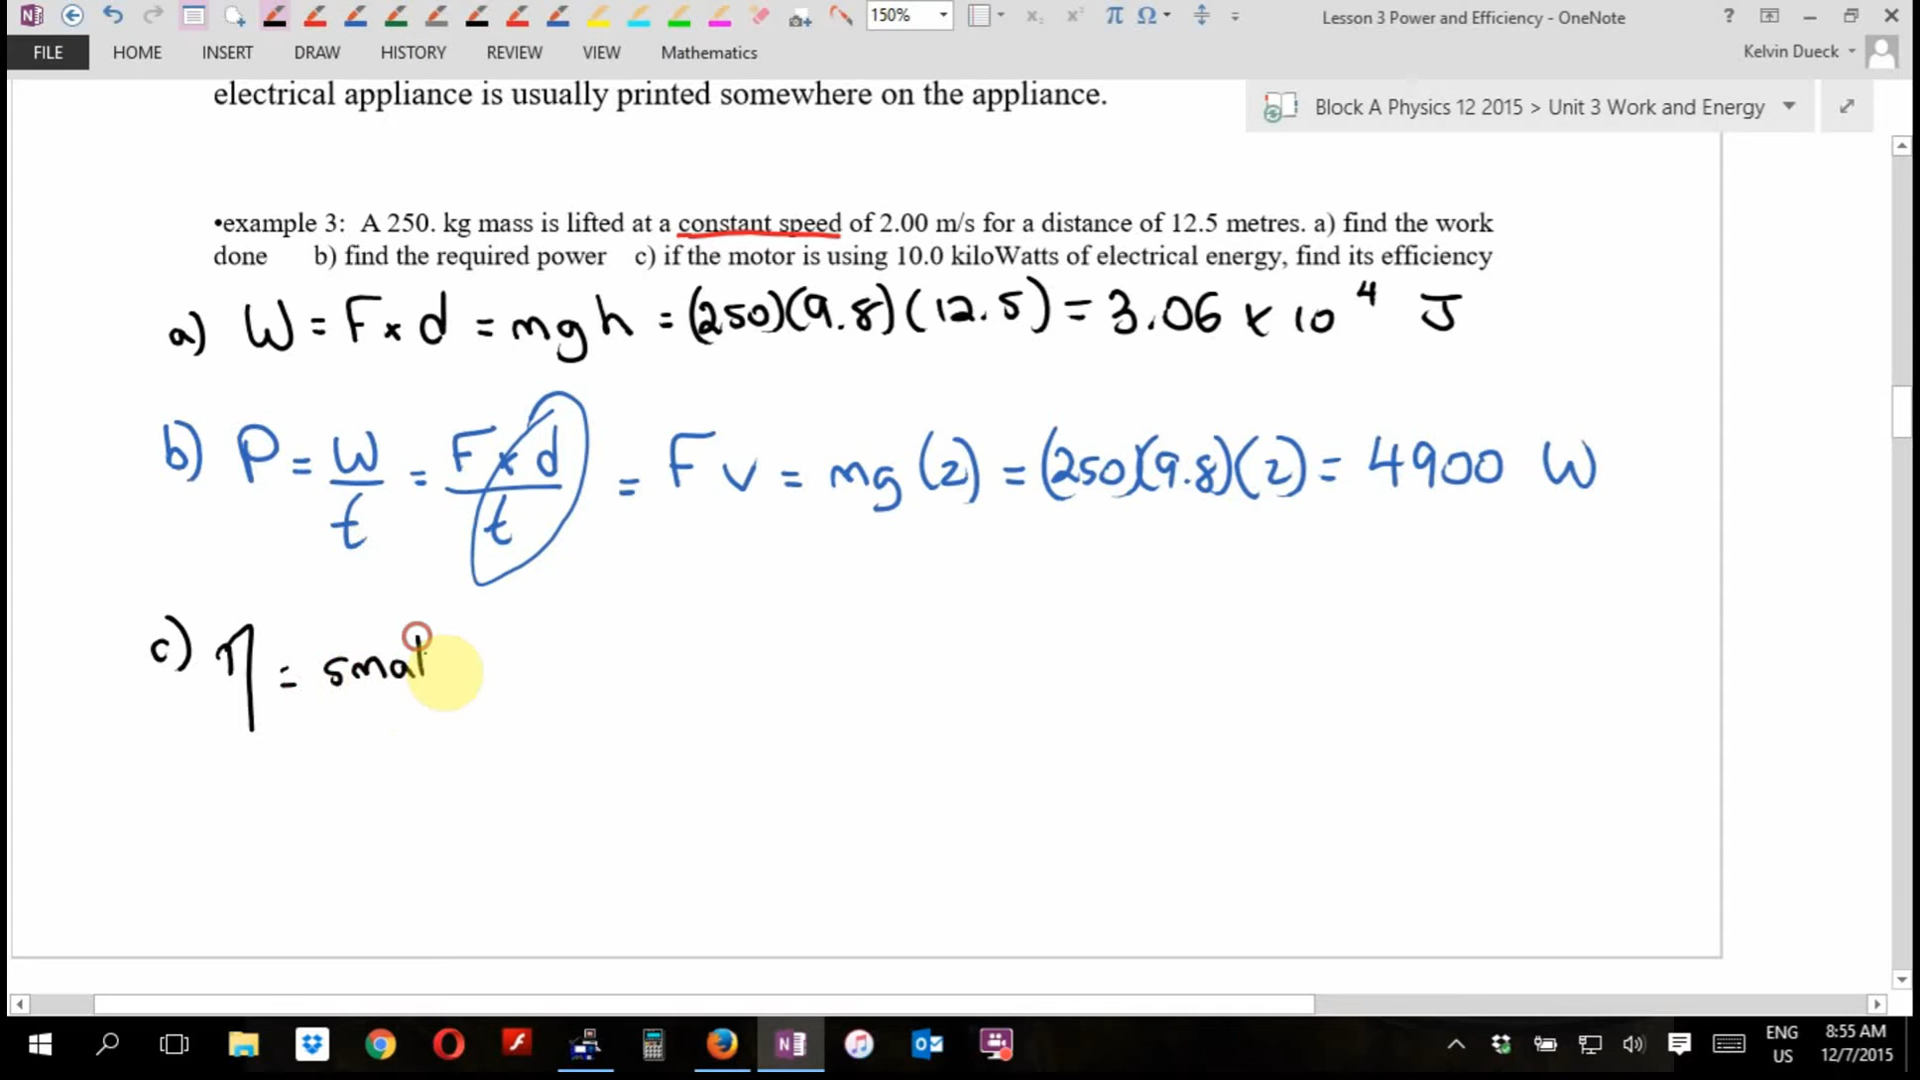 150%
Lesson 3 Power and Efficiency - OneNote
FILE HOME INSERT DRAW HISTORY REVIEW VIEW Mathematics
Kelvin Dueck
electrical appliance is usually printed somewhere on the appliance.
Block A Physics 12 2015 > Unit 3 Work and Energy
•example 3: A 250. kg mass is lifted at a constant speed of 2.00 m/s for a distance of 12.5 metres. a) find the work
done b) find the required power c) if the motor is using 10.0 kiloWatts of electrical energy, find its efficiency
a) W = F x d = mgh = (250)(9.8)(12.5) = 3.06 x 10^4 J
b) P = W/t = F x d/t = Fv = mg(2) = (250)(9.8)(2) = 4900 W
c) η = smal
ENG 8:55 AM
US 12/7/2015